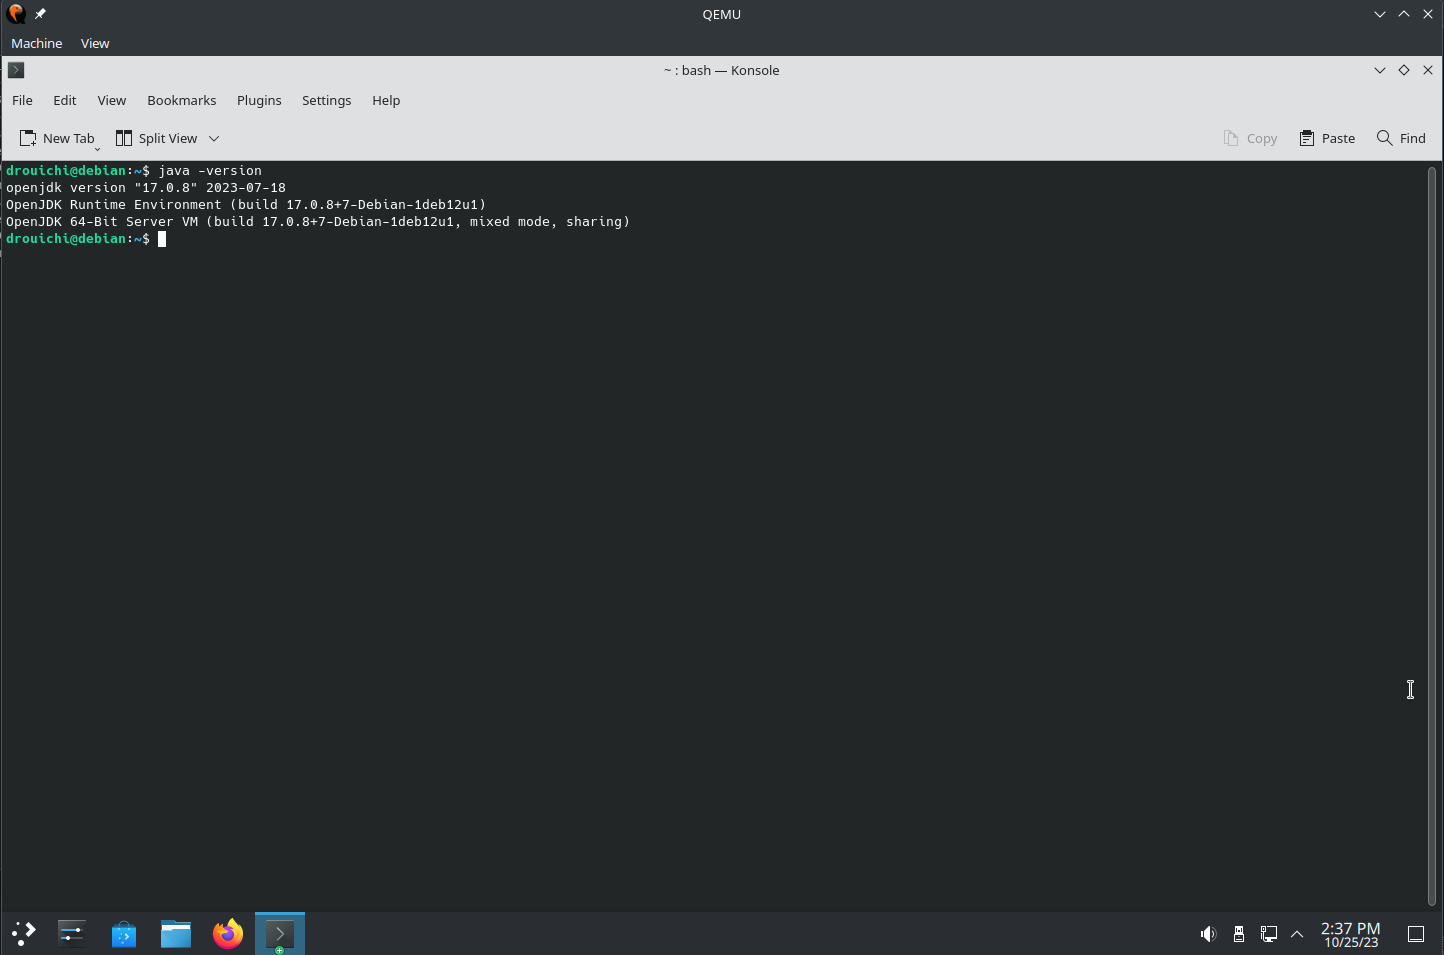 QEMU
Machine View
~ : bash — Konsole
File Edit View Bookmarks Plugins Settings Help
New Tab Split View Copy Paste Find
drouichi@debian:~$ java -version
openjdk version "17.0.8" 2023-07-18
OpenJDK Runtime Environment (build 17.0.8+7-Debian-1deb12u1)
OpenJDK 64-Bit Server VM (build 17.0.8+7-Debian-1deb12u1, mixed mode, sharing)
drouichi@debian:~$
2:37 PM
10/25/23